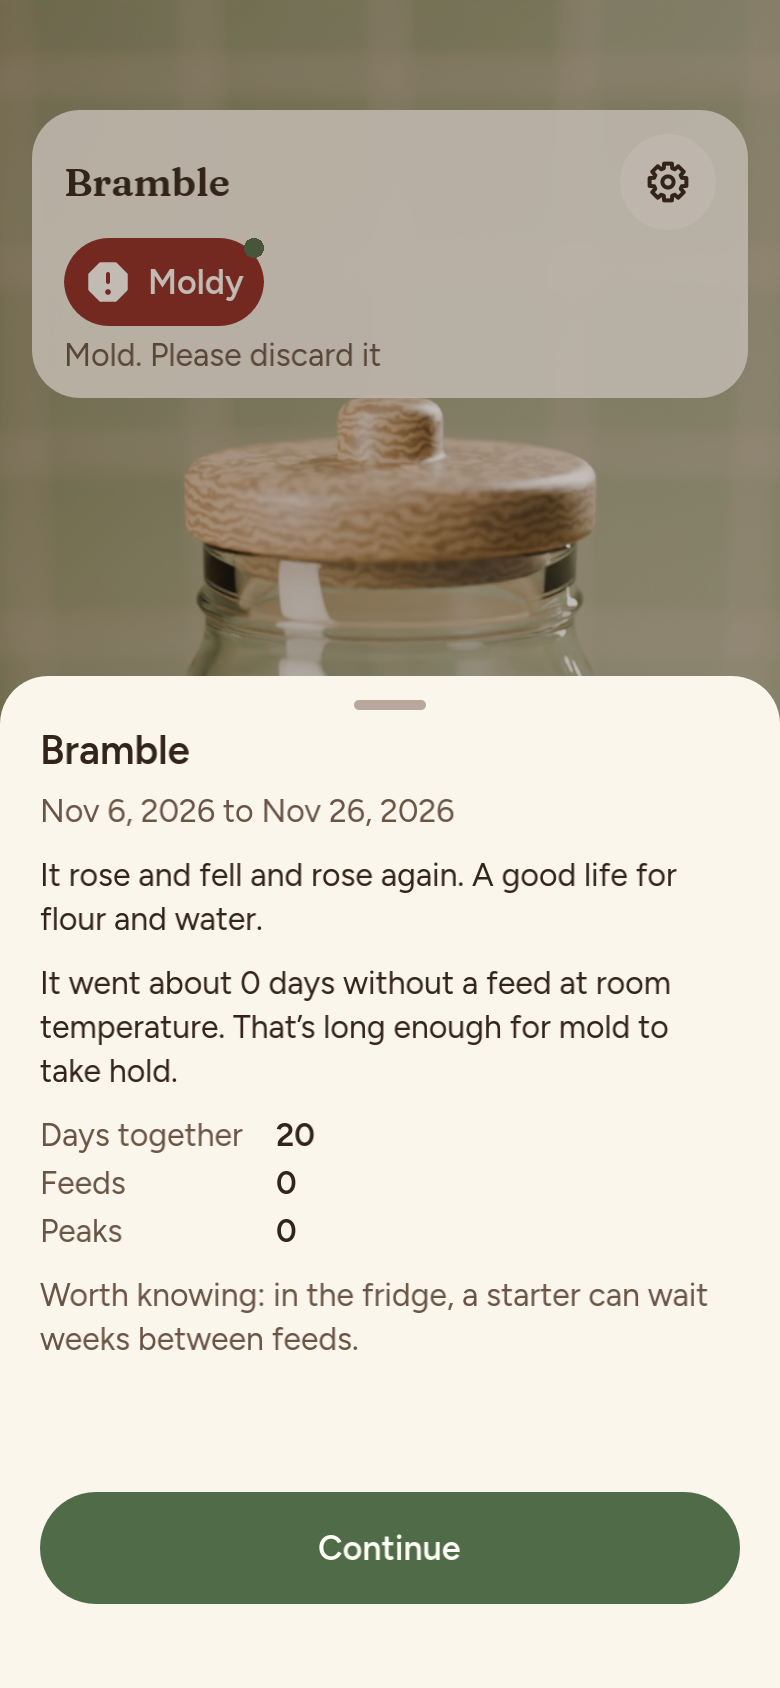 Bramble
Moldy
Mold. Please discard it
Bramble
Nov 6, 2026 to Nov 26, 2026
It rose and fell and rose again. A good life for
flour and water.
It went about 0 days without a feed at room
temperature. That’s long enough for mold to
take hold.
Days together 20
Feeds 0
Peaks 0
Worth knowing: in the fridge, a starter can wait
weeks between feeds.
Continue